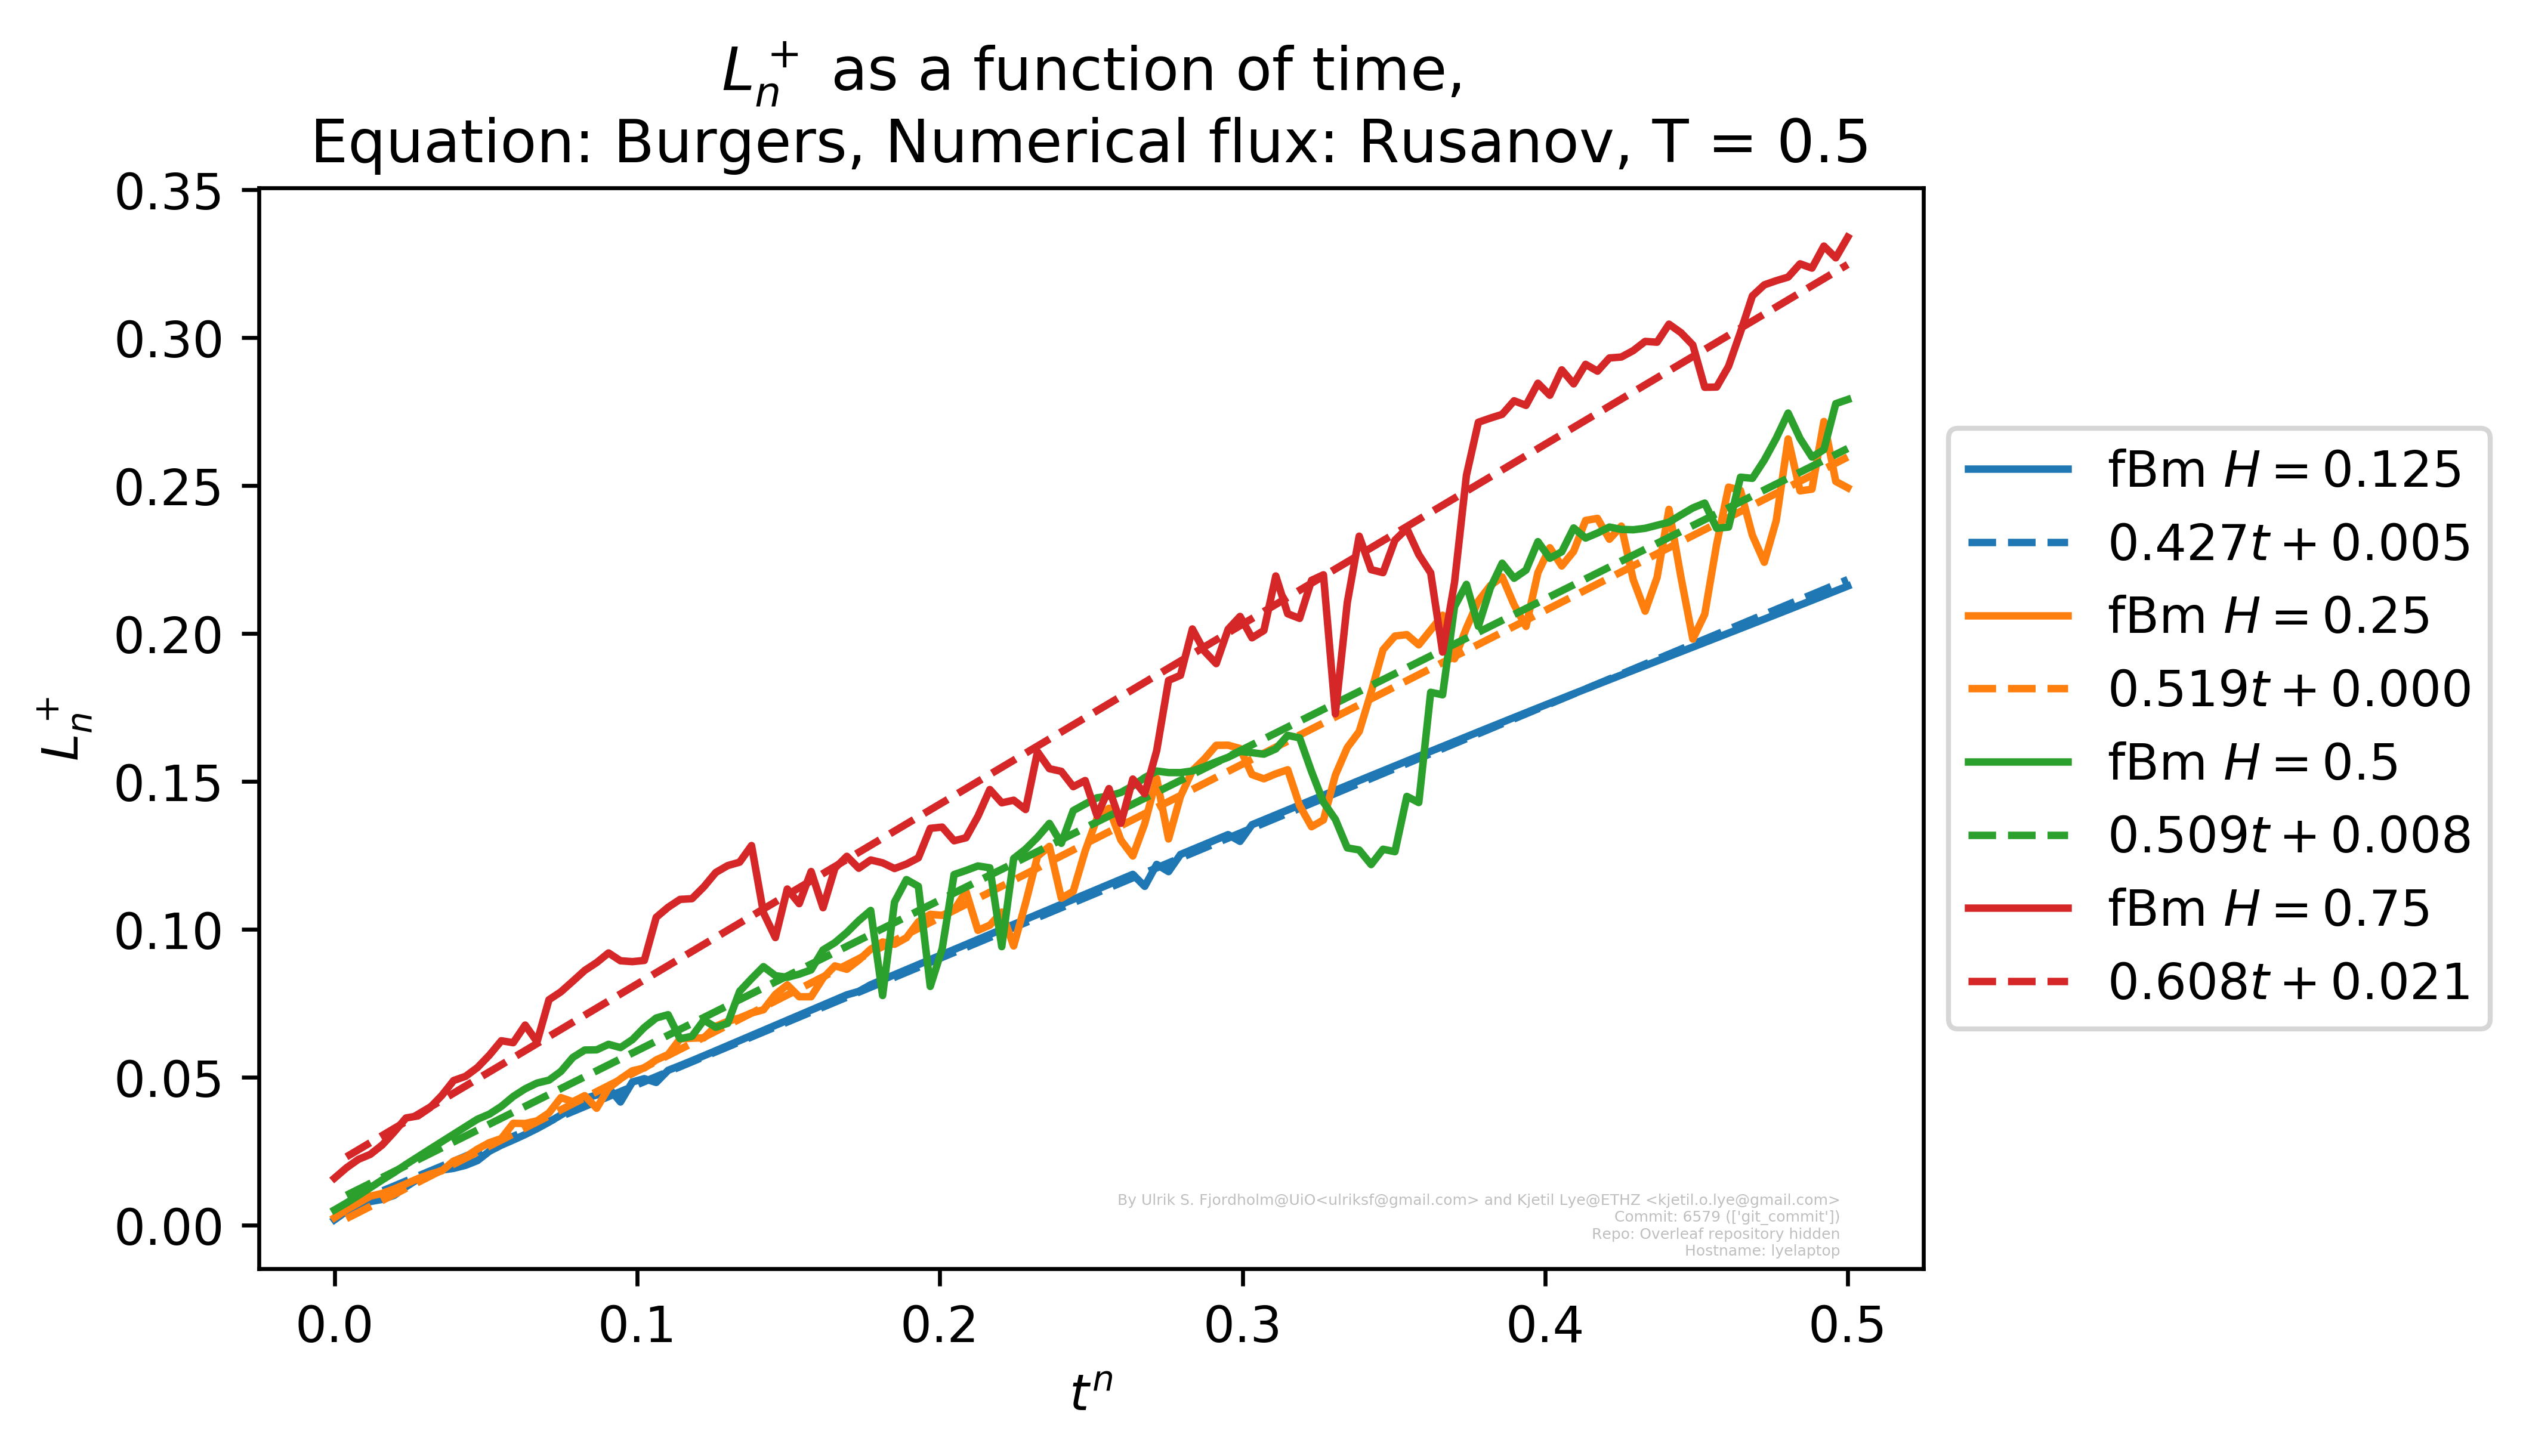 L_n^+ as a function of time,
Equation: Burgers, Numerical flux: Rusanov, T = 0.5
0.35
0.30
0.25
0.20
0.15
0.10
0.05
0.00
L_n^+
0.0 0.1 0.2 0.3 0.4 0.5
t^n
fBm H = 0.125
0.427t + 0.005
fBm H = 0.25
0.519t + 0.000
fBm H = 0.5
0.509t + 0.008
fBm H = 0.75
0.608t + 0.021
By Ulrik S. Fjordholm@UiO<ulriksf@gmail.com> and Kjetil Lye@ETHZ <kjetil.o.lye@gmail.com>
Commit: 6579 (['git_commit'])
Repo: Overleaf repository hidden
Hostname: lyelaptop